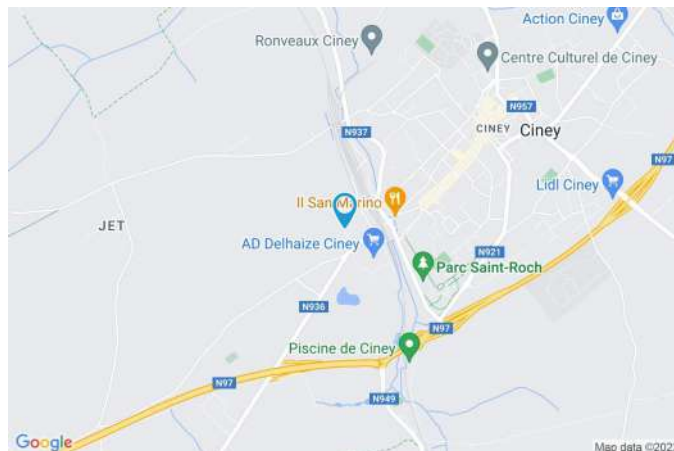 Action Ciney
Ronveaux Ciney
Centre Culturel de Ciney
N957
CINEY
Ciney
N937
N97
Lidl Ciney
Il San Marino
JET
AD Delhaize Ciney
N921
Parc Saint-Roch
N936
N97
Piscine de Ciney
N97
N949
Google
Map data ©202